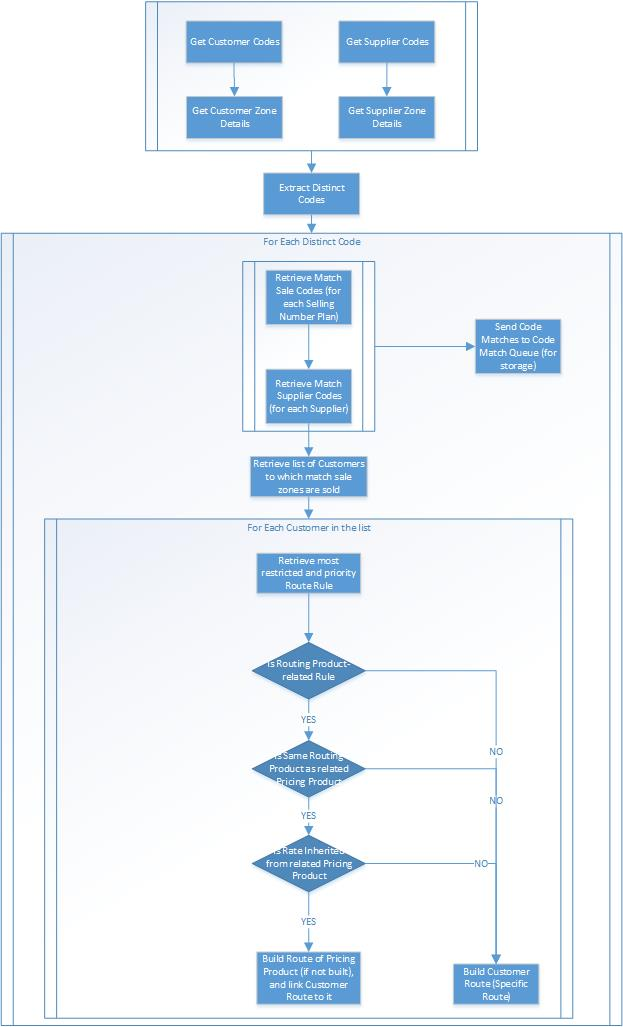 Get Customer Codes
Get Supplier Codes
Get Customer Zone
Details
Get Supplier Zone
Details
Extract Distinct
Codes
For Each Distinct Code
Retrieve Match
Sale Codes (for
each Selling
Number Plan)
Send Code
Matches to Code
Match Queue (for
storage)
Retrieve Match
Supplier Codes
(for each Supplier)
Retrieve list of Customers
to which match sale
zones are sold
For Each Customer in the list
Retrieve most
restricted and priority
Route Rule
Is Routing Product-
related Rule
YES
NO
Is Same Routing
Product as related
Pricing Product
NO
YES
Is Rate Inherited
from related Pricing
Product
NO
YES
Build Route of Pricing
Product (if not built),
and link Customer
Route to it
Build Customer
Route (Specific
Route)